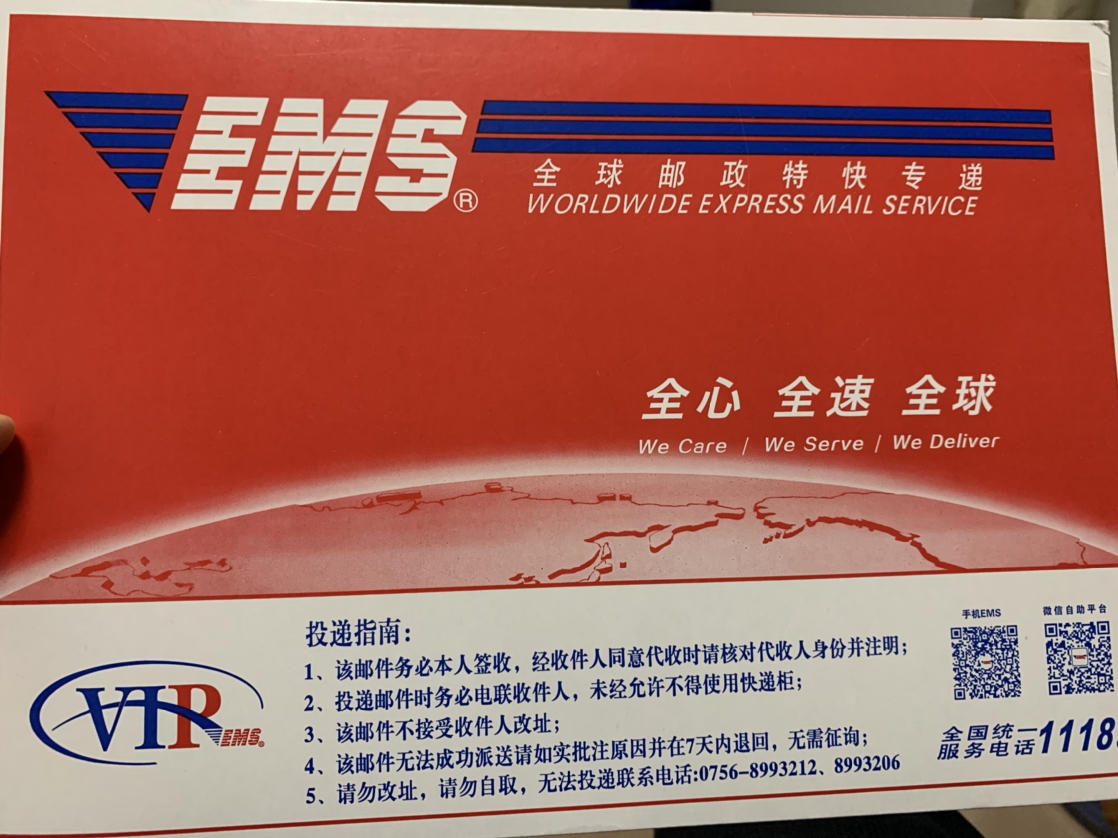 EMS®
全球邮政特快专递
WORLDWIDE EXPRESS MAIL SERVICE
全心 全速 全球
We Care / We Serve / We Deliver
投递指南：
1、该邮件务必本人签收，经收件人同意代收时请核对代收人身份并注明；
2、投递邮件时务必电联收件人，未经允许不得使用快递柜；
3、该邮件不接受收件人改址；
4、该邮件无法成功派送请如实批注原因并在7天内退回，无需征询；
5、请勿改址，请勿自取，无法投递联系电话:0756-8993212、8993206
VIP EMS®
手机EMS
微信自助平台
全国统一
服务电话 1118